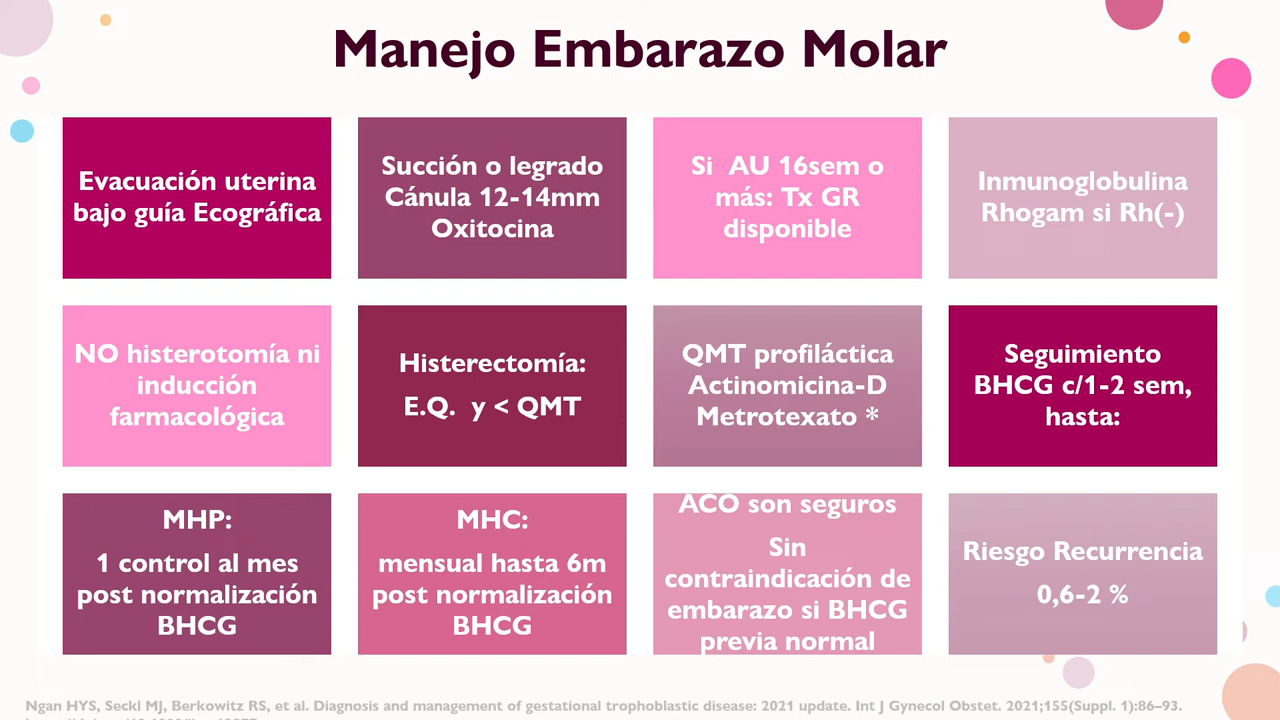 Manejo Embarazo Molar
Evacuación uterina
bajo guía Ecográfica
Succión o legrado
Cánula 12-14mm
Oxitocina
Si AU 16sem o
más: Tx GR
disponible
Inmunoglobulina
Rhogam si Rh(-)
NO histerotomía ni
inducción
farmacológica
Histerectomía:
E.Q. y < QMT
QMT profiláctica
Actinomicina-D
Metrotexato *
Seguimiento
BHCG c/1-2 sem,
hasta:
MHP:
1 control al mes
post normalización
BHCG
MHC:
mensual hasta 6m
post normalización
BHCG
ACO son seguros
Sin
contraindicación de
embarazo si BHCG
previa normal
Riesgo Recurrencia
0,6-2 %
Ngan HYS, Seckl MJ, Berkowitz RS, et al. Diagnosis and management of gestational trophoblastic disease: 2021 update. Int J Gynecol Obstet. 2021;155(Suppl. 1):86–93.